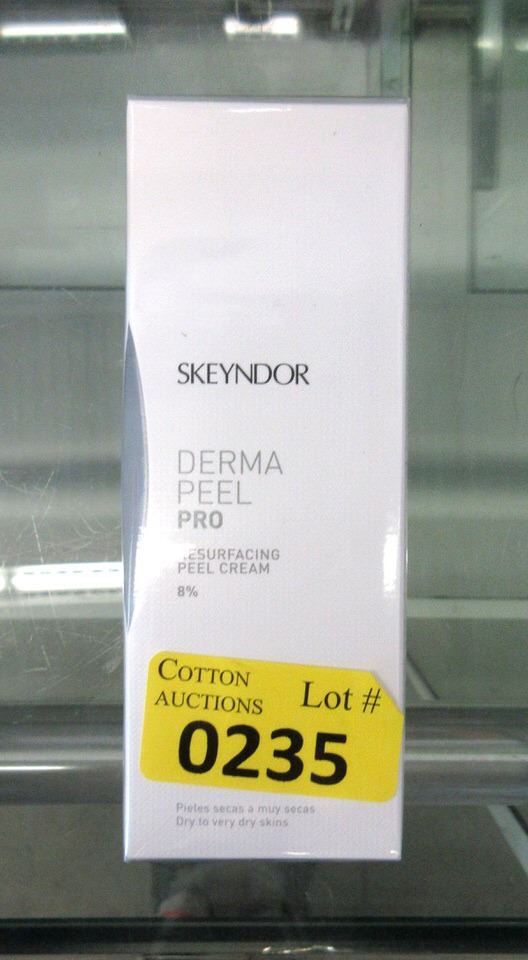 SKEYNDOR
DERMA
PEEL
PRO
RESURFACING
PEEL CREAM
8%
COTTON
AUCTIONS
Lot #
0235
Pieles secas a muy secas
Dry to very dry skins